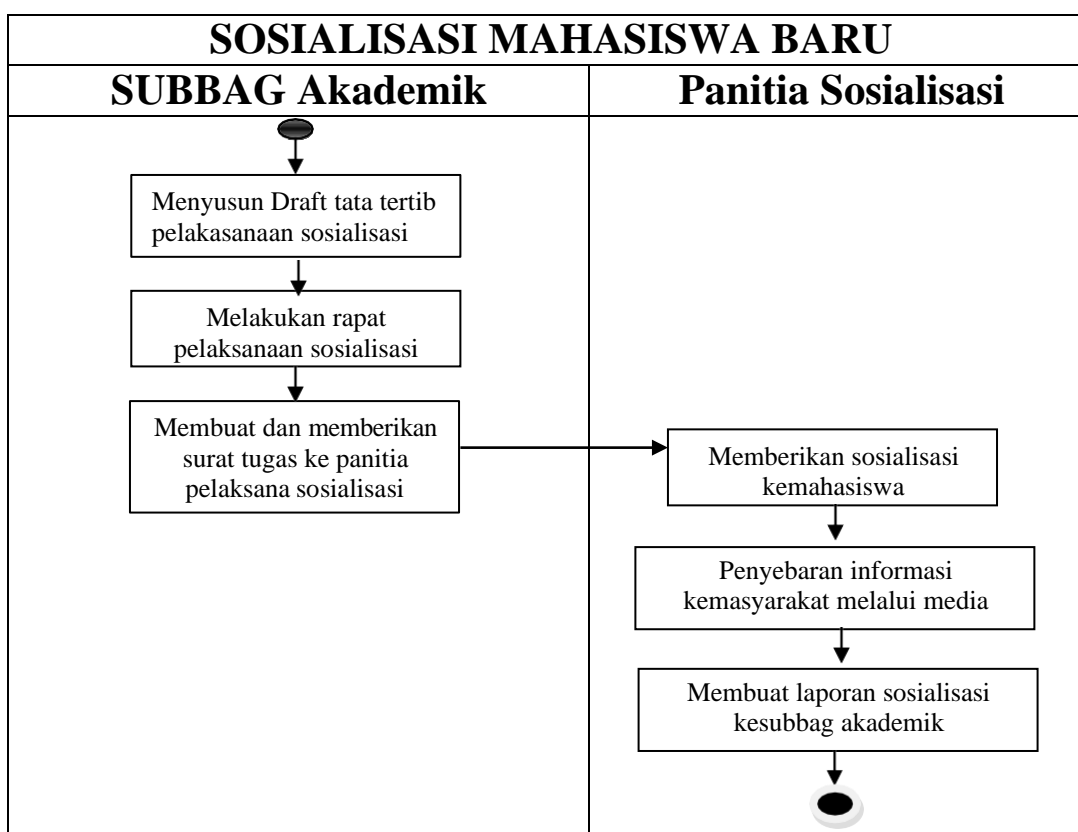 SOSIALISASI MAHASISWA BARU
SUBBAG Akademik
Panitia Sosialisasi
Menyusun Draft tata tertib
pelakasanaan sosialisasi
Melakukan rapat
pelaksanaan sosialisasi
Membuat dan memberikan
surat tugas ke panitia
pelaksana sosialisasi
Memberikan sosialisasi
kemahasiswa
Penyebaran informasi
kemasyarakat melalui media
Membuat laporan sosialisasi
kesubbag akademik